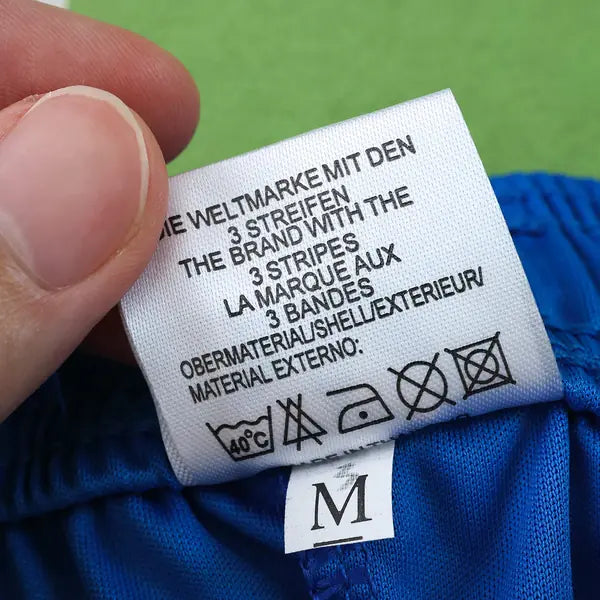 DIE WELTMARKE MIT DEN
3 STREIFEN
THE BRAND WITH THE
3 STRIPES
LA MARQUE AUX
3 BANDES
OBERMATERIAL/SHELL/EXTERIEUR/
MATERIAL EXTERNO:
40°C
M